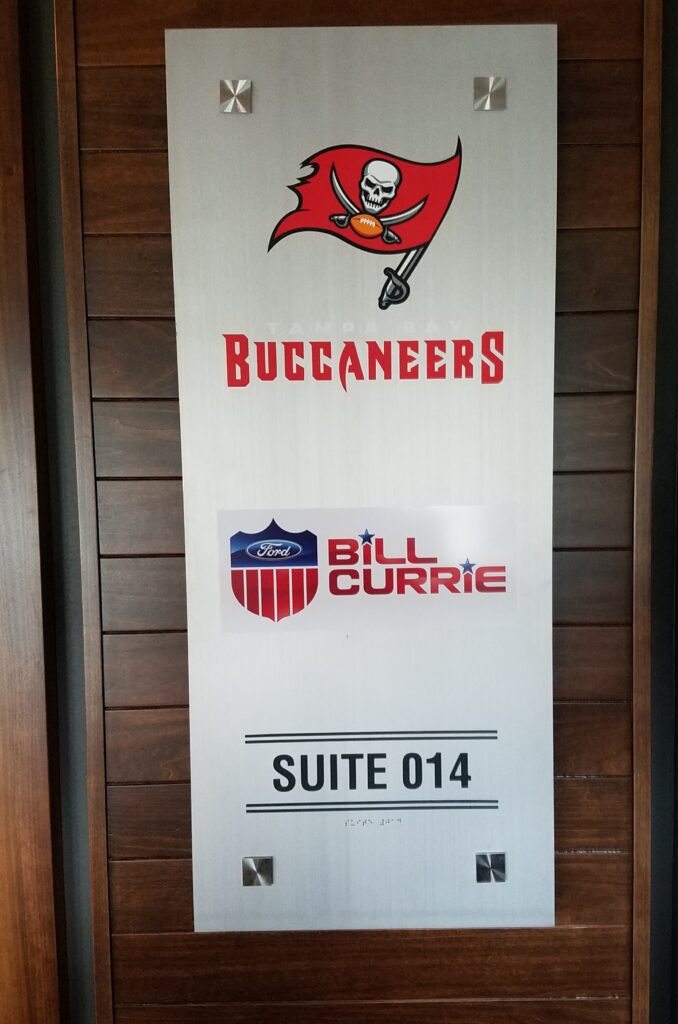 TAMPA BAY
BUCCANEERS
Ford
BiLL
CURRiE
SUITE 014